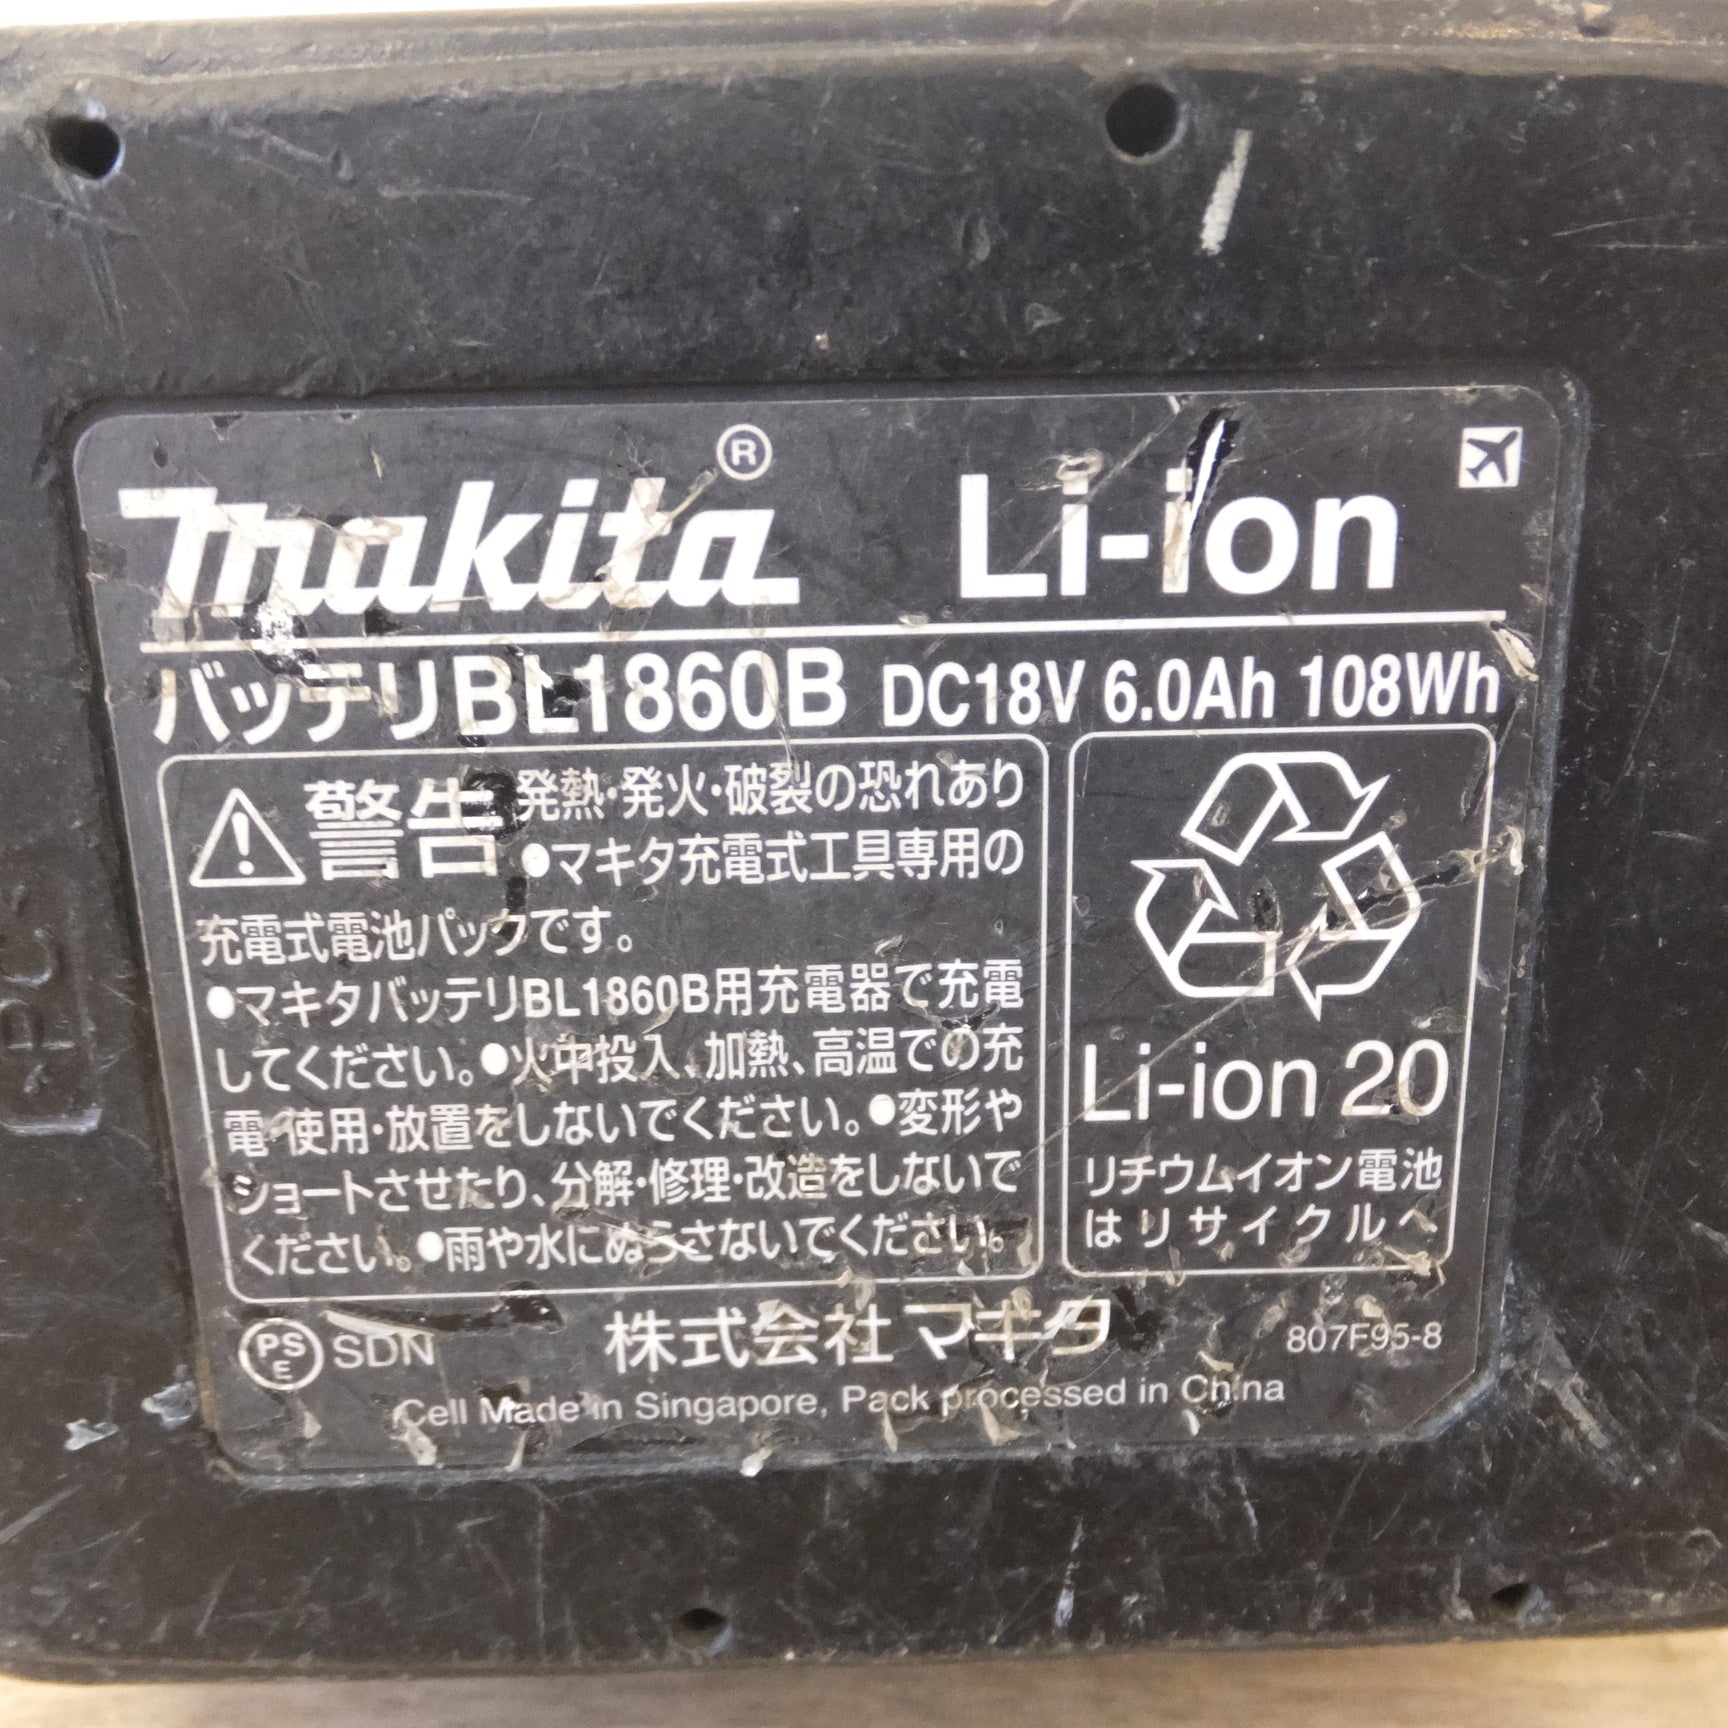 makita®
Li-ion
バッテリBL1860B DC18V 6.0Ah 108Wh
警告 発熱・発火・破裂の恐れあり
●マキタ充電式工具専用の
充電式電池パックです。
●マキタバッテリBL1860B用充電器で充電
してください。●火中投入、加熱、高温での充
電・使用・放置をしないでください。●変形や
ショートさせたり、分解・修理・改造をしないで
ください。●雨や水にぬらさないでください。
Li-ion 20
リチウムイオン電池
はリサイクルへ
PS
E
SDN
株式会社マキタ
807F95-8
Cell Made in Singapore, Pack processed in China